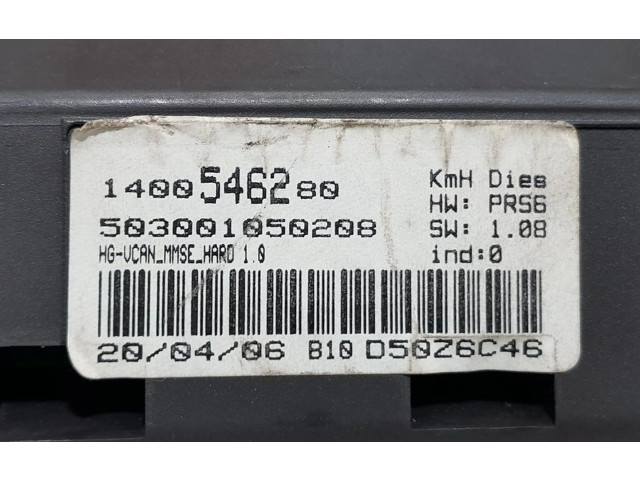 1400546280 KmH Dies
503001050208 HW: PRS6
HG-VCAN_MMSE_HARD 1.0 SW: 1.08
ind:0
20/04/06 B10 D50Z6C46